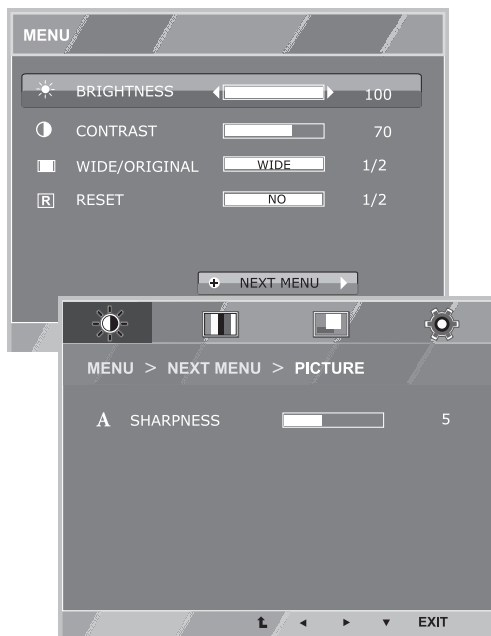 MENU
BRIGHTNESS 100
CONTRAST 70
WIDE/ORIGINAL WIDE 1/2
R RESET NO 1/2
NEXT MENU
MENU > NEXT MENU > PICTURE
A SHARPNESS 5
EXIT